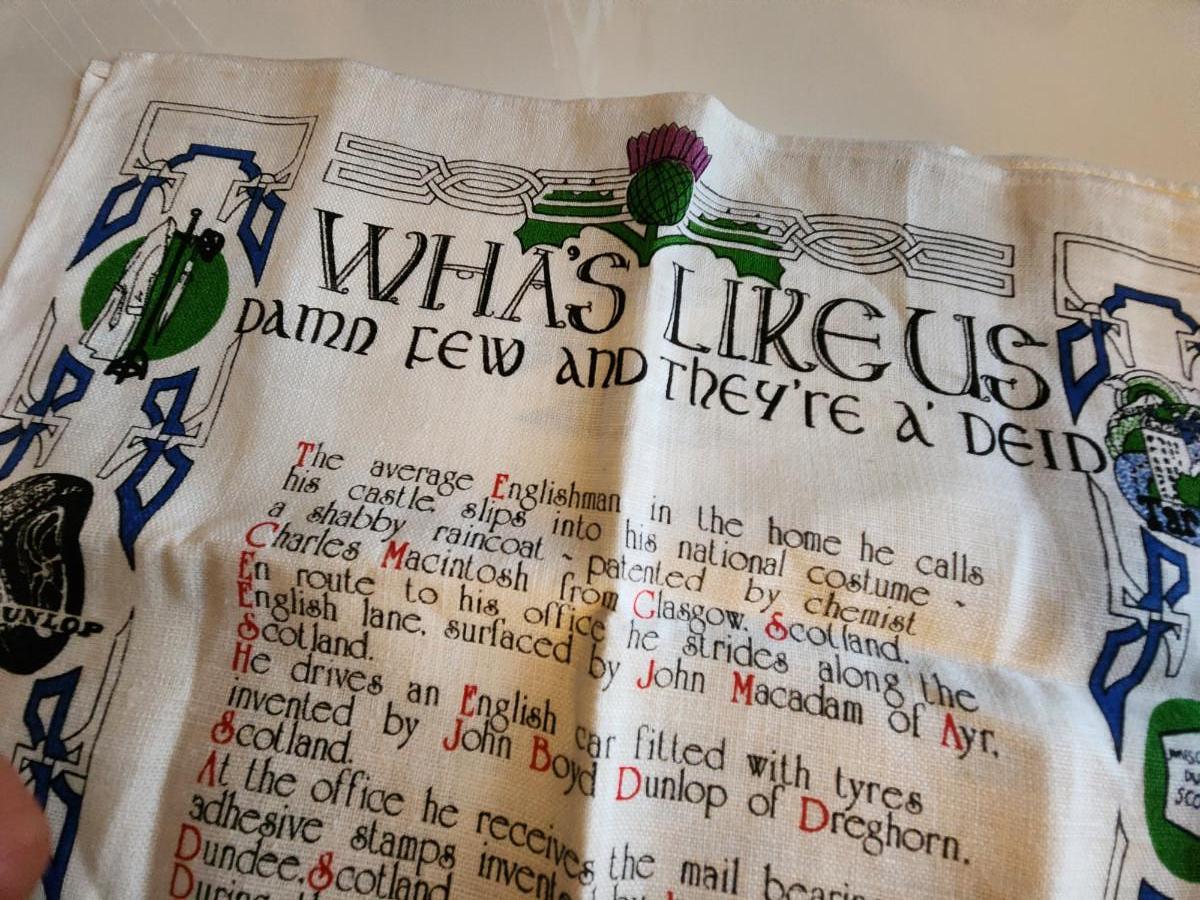 WHA'S LIKE US
DAMN FEW AND THEY'RE A' DEID
The average Englishman in the home he calls
his castle, slips into his national costume ~
a shabby raincoat ~ patented by chemist
Charles Macintosh from Glasgow, Scotland.
En route to his office he strides along the
English lane, surfaced by John Macadam of Ayr,
Scotland.
He drives an English car fitted with tyres
invented by John Boyd Dunlop of Dreghorn,
Scotland.
At the office he receives the mail
adhesive stamps
Dundee, Scotland
UNLOP